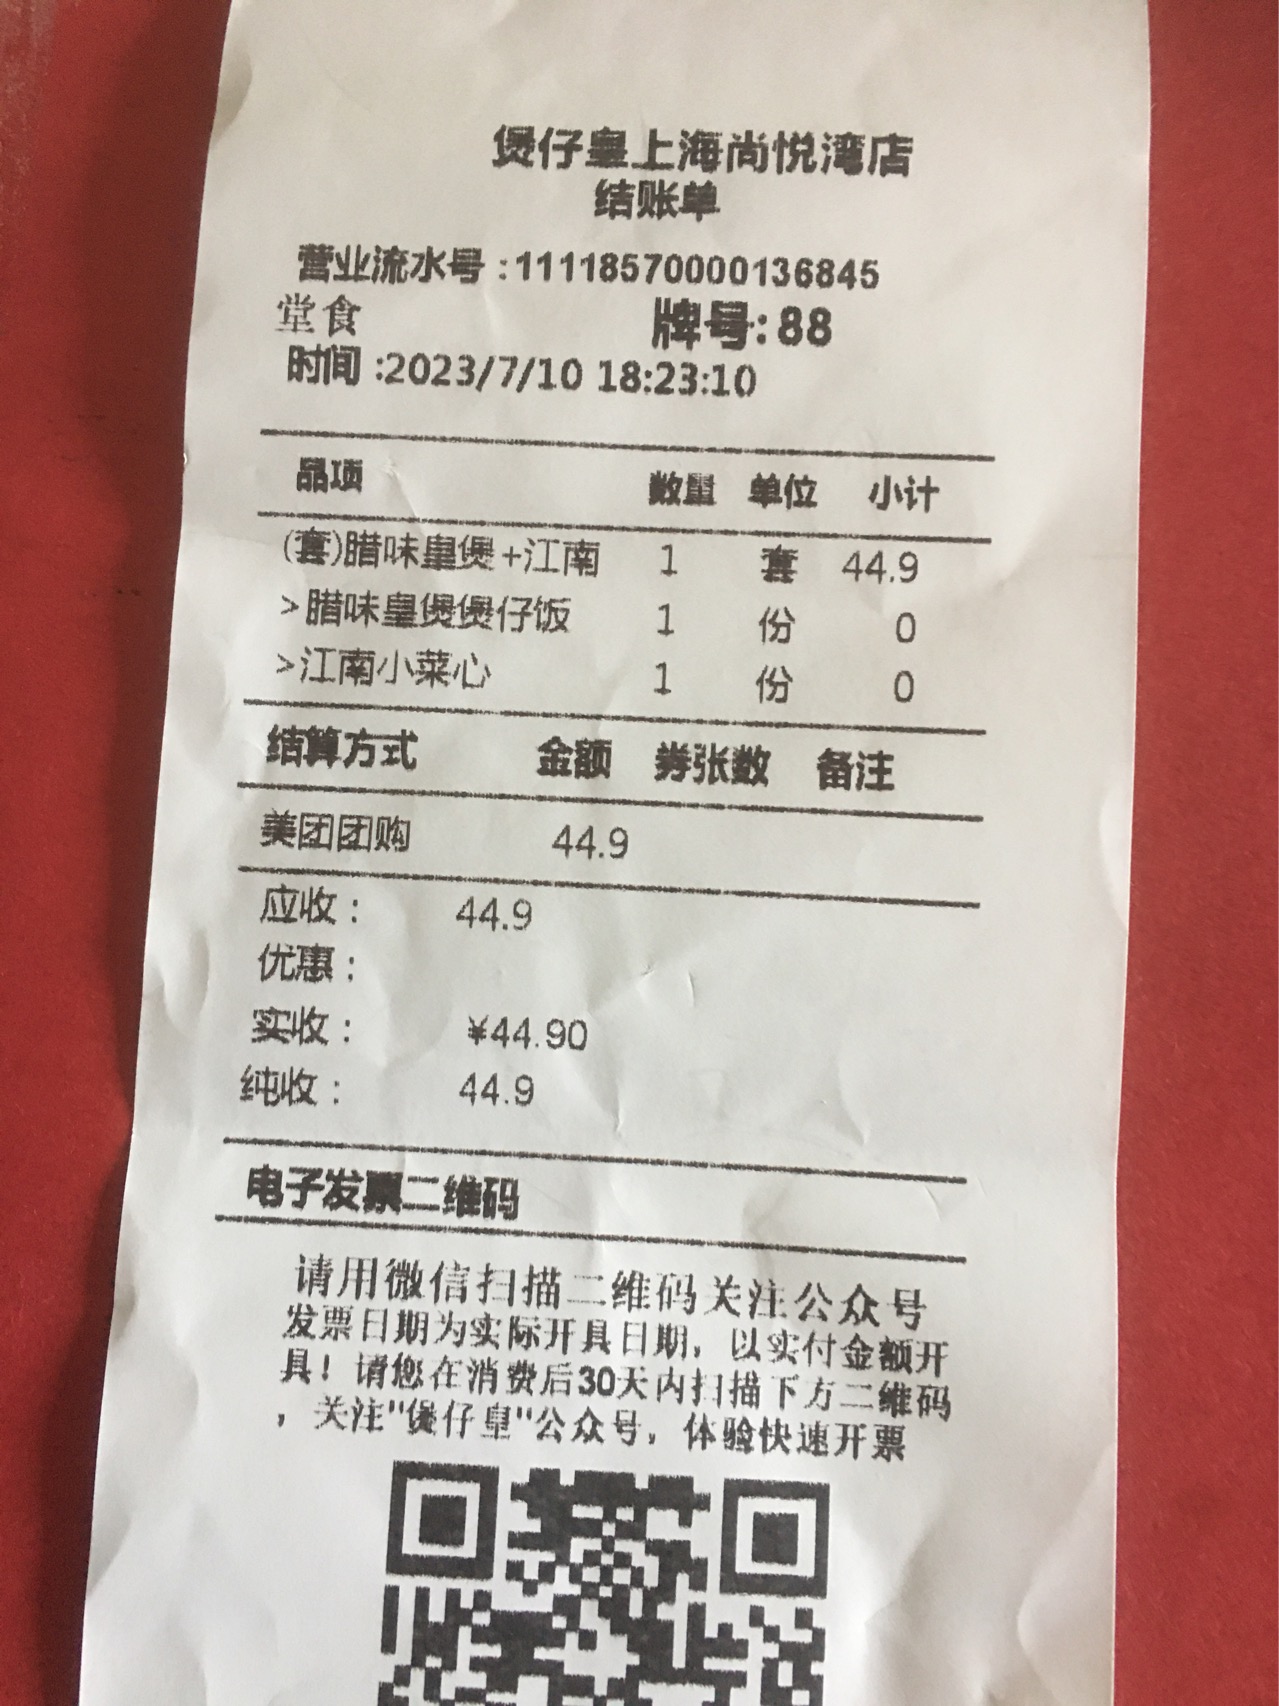 煲仔皇上海尚悦湾店
结账单
营业流水号:11118570000136845
堂食 牌号:88
时间:2023/7/10 18:23:10
品项 数量 单位 小计
(套)腊味皇煲+江南 1 套 44.9
>腊味皇煲煲仔饭 1 份 0
>江南小菜心 1 份 0
结算方式 金额 券张数 备注
美团团购 44.9
应收: 44.9
优惠:
实收: ¥44.90
纯收: 44.9
电子发票二维码
请用微信扫描二维码关注公众号
发票日期为实际开具日期，以实付金额开
具！请您在消费后30天内扫描下方二维码
，关注"煲仔皇"公众号，体验快速开票